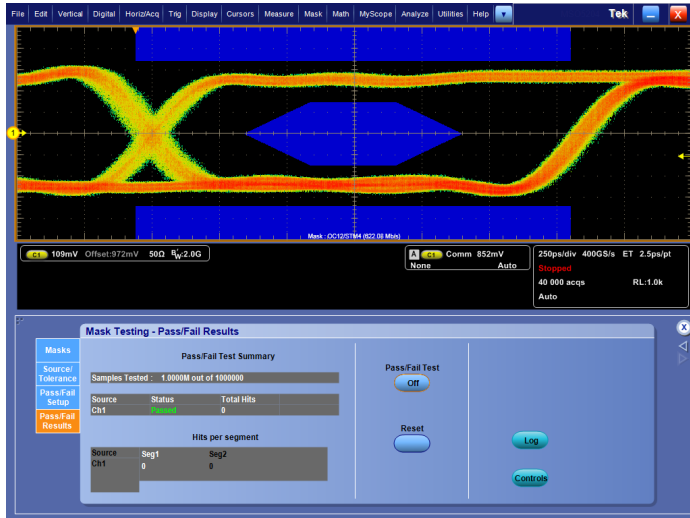 File Edit Vertical Digital Horiz/Acq Trig Display Cursors Measure Mask Math MyScope Analyze Utilities Help Tek X
1
Mask : OC12/STM4 (622.08 Mb/s)
C1 109mV Offset:972mV 50Ω BW:2.0G
A C1 Comm 852mV
None Auto
250ps/div 400GS/s ET 2.5ps/pt
Stopped
40 000 acqs RL:1.0k
Auto
Mask Testing - Pass/Fail Results
X
Masks
Source/
Tolerance
Pass/Fail
Setup
Pass/Fail
Results
Pass/Fail Test Summary
Samples Tested : 1.0000M out of 1000000
Source Status Total Hits
Ch1 Passed 0
Hits per segment
Source Seg1 Seg2
Ch1 0 0
Pass/Fail Test
Off
Reset
Log
Controls